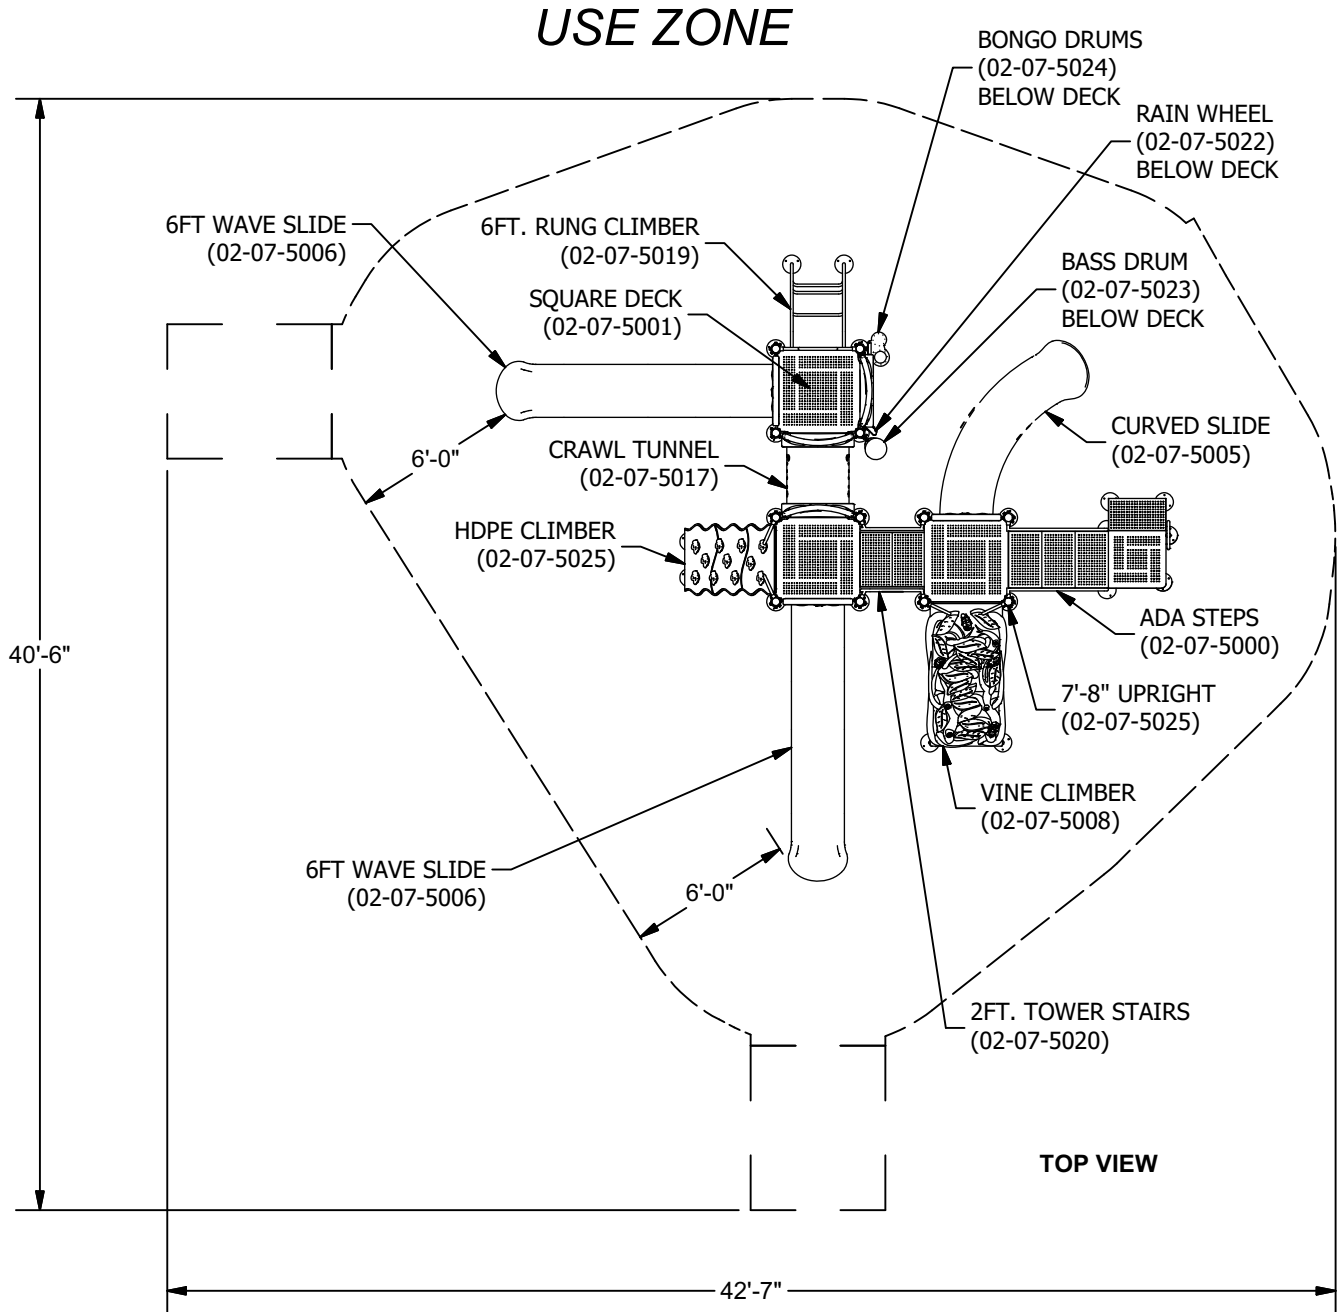 USE ZONE
BONGO DRUMS
(02-07-5024)
BELOW DECK
RAIN WHEEL
(02-07-5022)
BELOW DECK
6FT WAVE SLIDE
(02-07-5006)
6FT. RUNG CLIMBER
(02-07-5019)
BASS DRUM
(02-07-5023)
BELOW DECK
SQUARE DECK
(02-07-5001)
CURVED SLIDE
(02-07-5005)
6'-0"
CRAWL TUNNEL
(02-07-5017)
HDPE CLIMBER
(02-07-5025)
ADA STEPS
(02-07-5000)
40'-6"
7'-8" UPRIGHT
(02-07-5025)
VINE CLIMBER
(02-07-5008)
6FT WAVE SLIDE
(02-07-5006)
6'-0"
2FT. TOWER STAIRS
(02-07-5020)
TOP VIEW
42'-7"